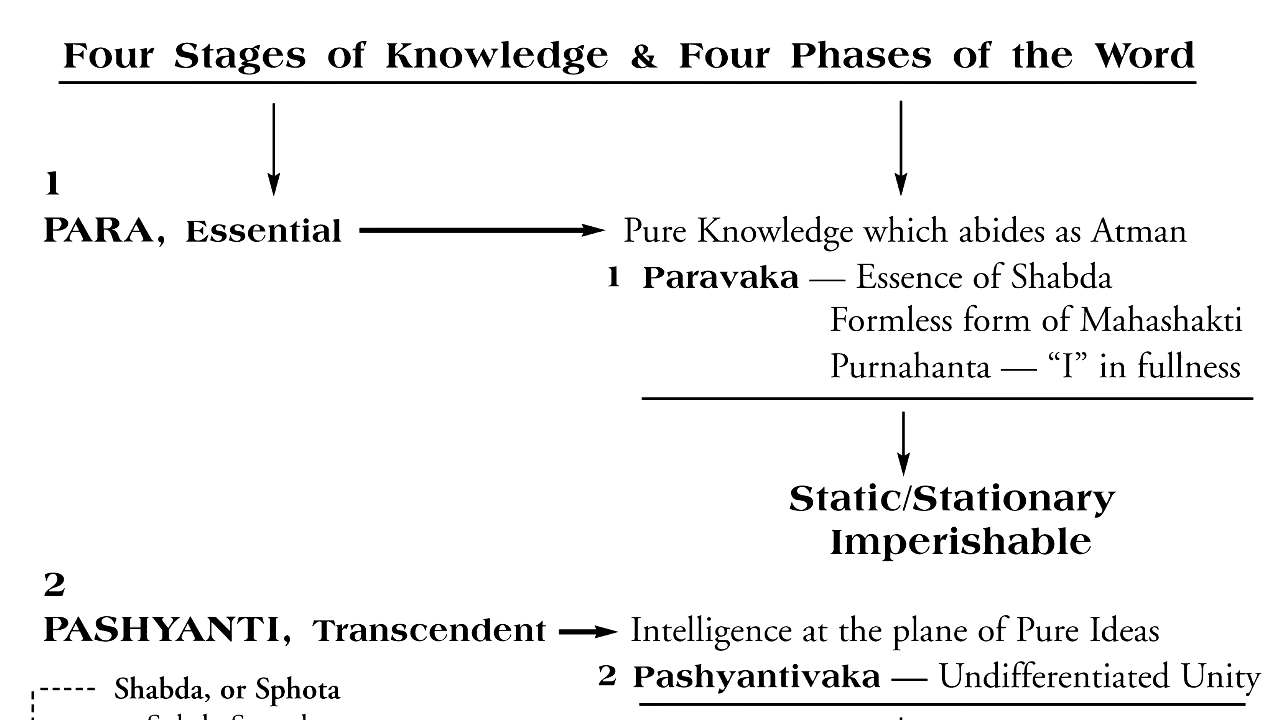 Four Stages of Knowledge & Four Phases of the Word
1
PARA, Essential
Pure Knowledge which abides as Atman
1 Paravaka — Essence of Shabda
Formless form of Mahashakti
Purnahanta — “I” in fullness
Static/Stationary
Imperishable
2
PASHYANTI, Transcendent
Intelligence at the plane of Pure Ideas
2 Pashyantivaka — Undifferentiated Unity
Shabda, or Sphota